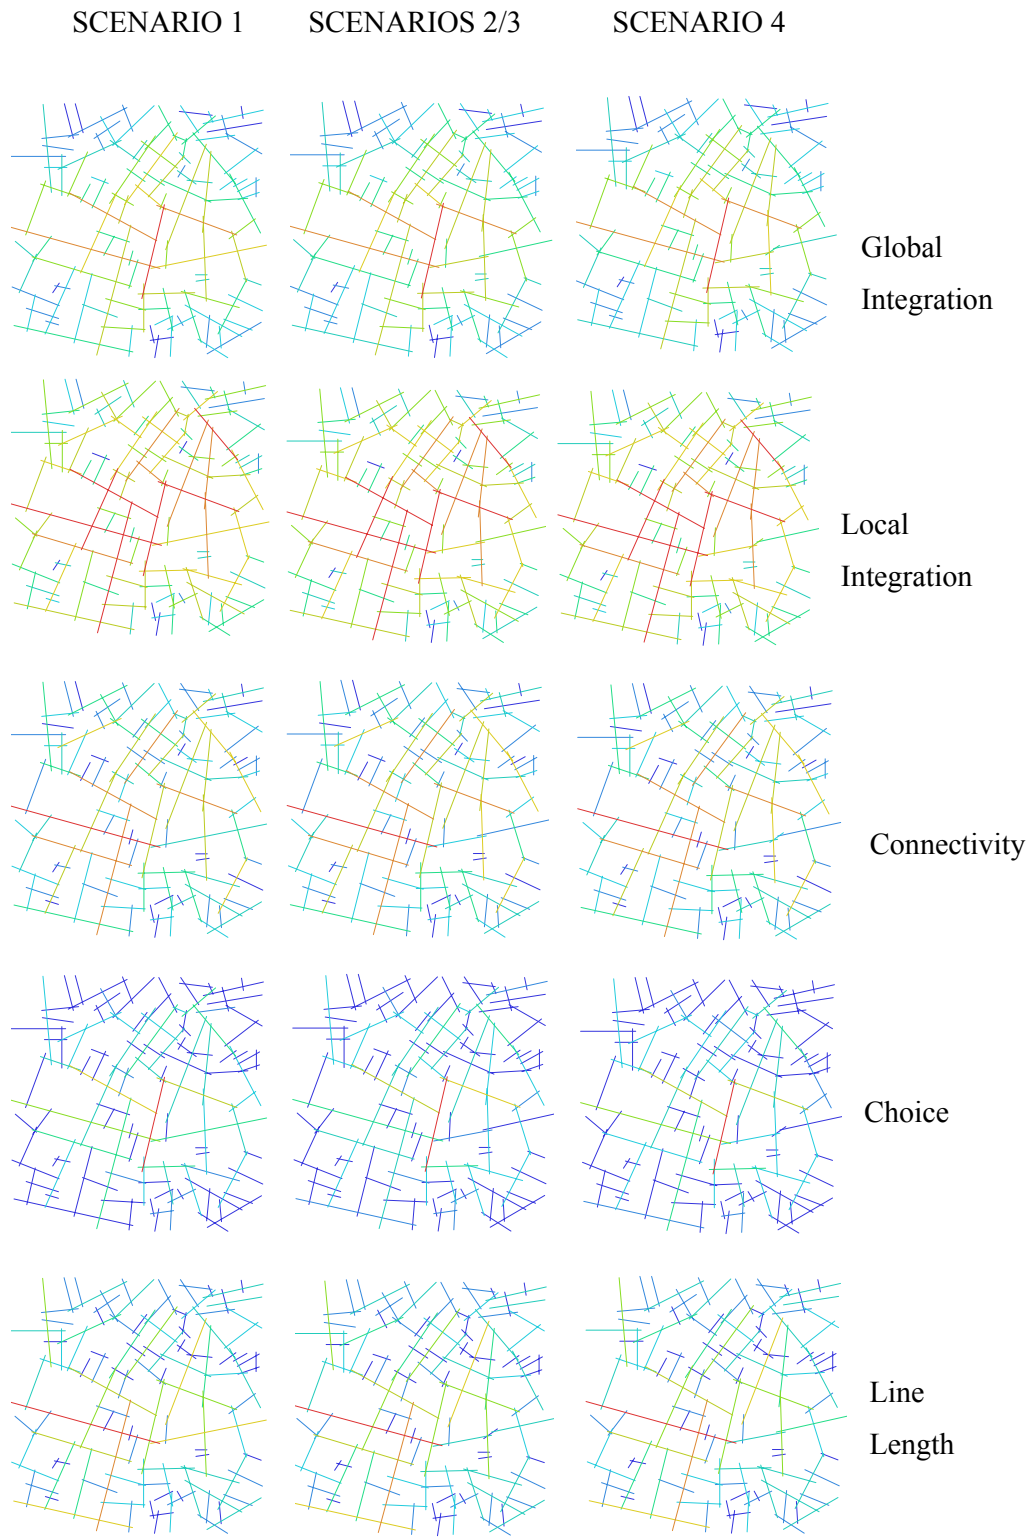 SCENARIO 1 SCENARIOS 2/3 SCENARIO 4
Global
Integration
Local
Integration
Connectivity
Choice
Line
Length